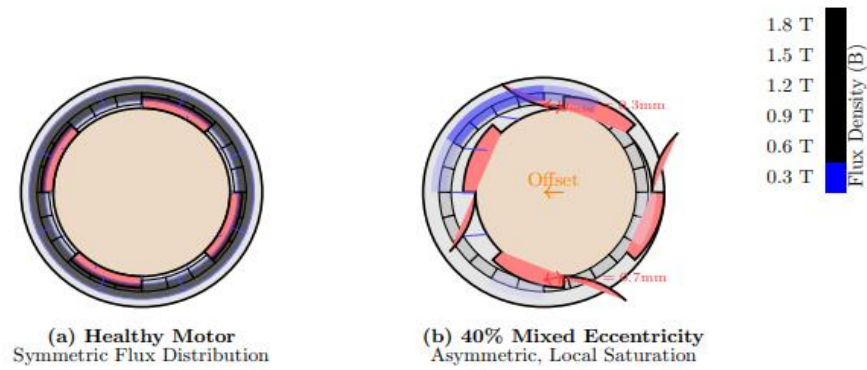 1.8 T
1.5 T
1.2 T
0.9 T
0.6 T
0.3 T
Flux Density (B)
= 0.3mm
Offset
= 0.7mm
(a) Healthy Motor
Symmetric Flux Distribution
(b) 40% Mixed Eccentricity
Asymmetric, Local Saturation